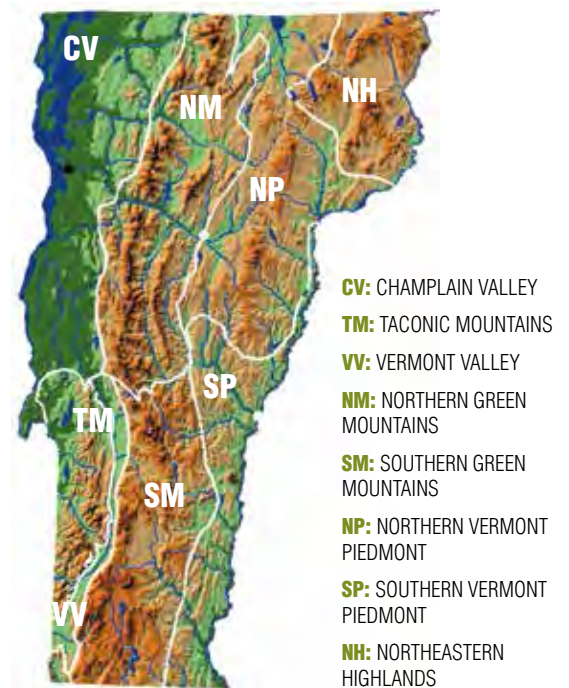 CV
NM
NH
NP
SP
TM
SM
VV
CV: CHAMPLAIN VALLEY
TM: TACONIC MOUNTAINS
VV: VERMONT VALLEY
NM: NORTHERN GREEN
MOUNTAINS
SM: SOUTHERN GREEN
MOUNTAINS
NP: NORTHERN VERMONT
PIEDMONT
SP: SOUTHERN VERMONT
PIEDMONT
NH: NORTHEASTERN
HIGHLANDS